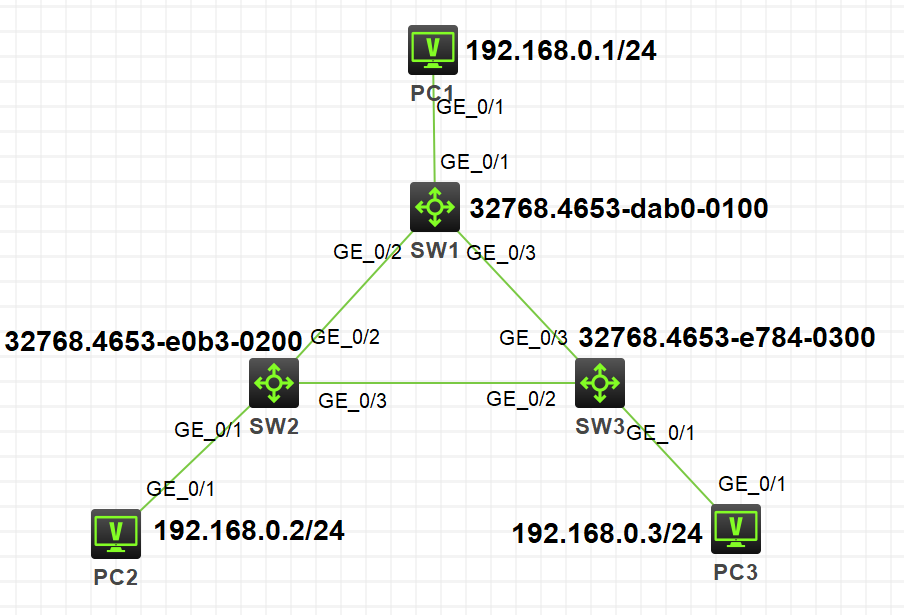 192.168.0.1/24
PC1
GE_0/1
GE_0/1
32768.4653-dab0-0100
GE_0/2
SW1
GE_0/3
32768.4653-e0b3-0200
GE_0/2
GE_0/3
32768.4653-e784-0300
GE_0/3
GE_0/2
GE_0/1
SW2
SW3
GE_0/1
GE_0/1
GE_0/1
192.168.0.2/24
192.168.0.3/24
PC2
PC3